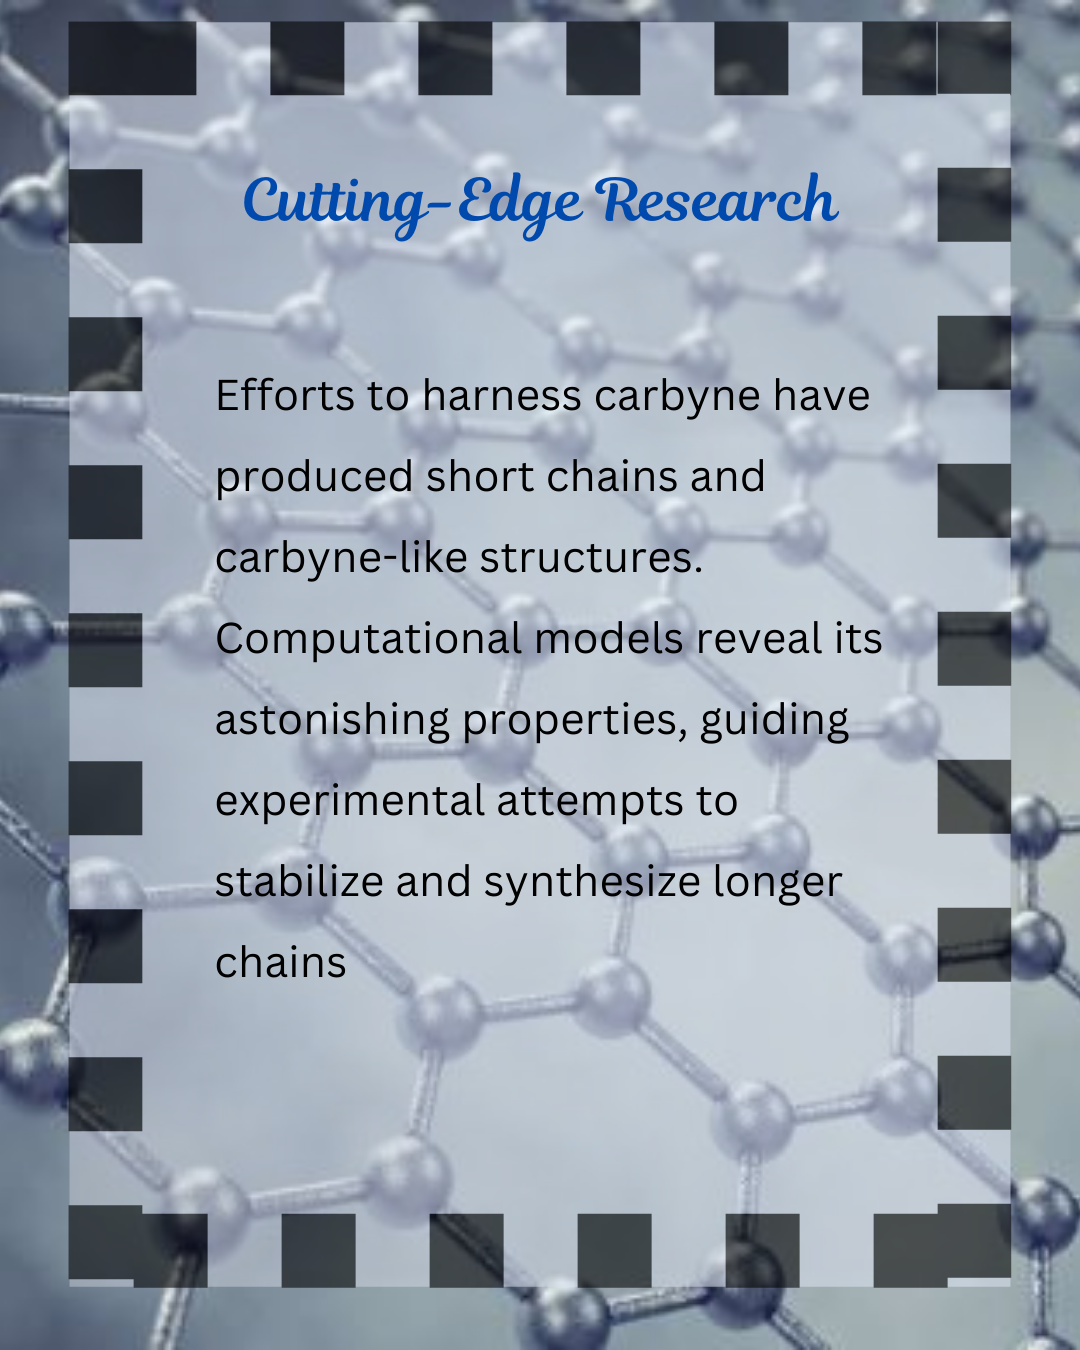 Cutting-Edge Research
Efforts to harness carbyne have
produced short chains and
carbyne-like structures.
Computational models reveal its
astonishing properties, guiding
experimental attempts to
stabilize and synthesize longer
chains